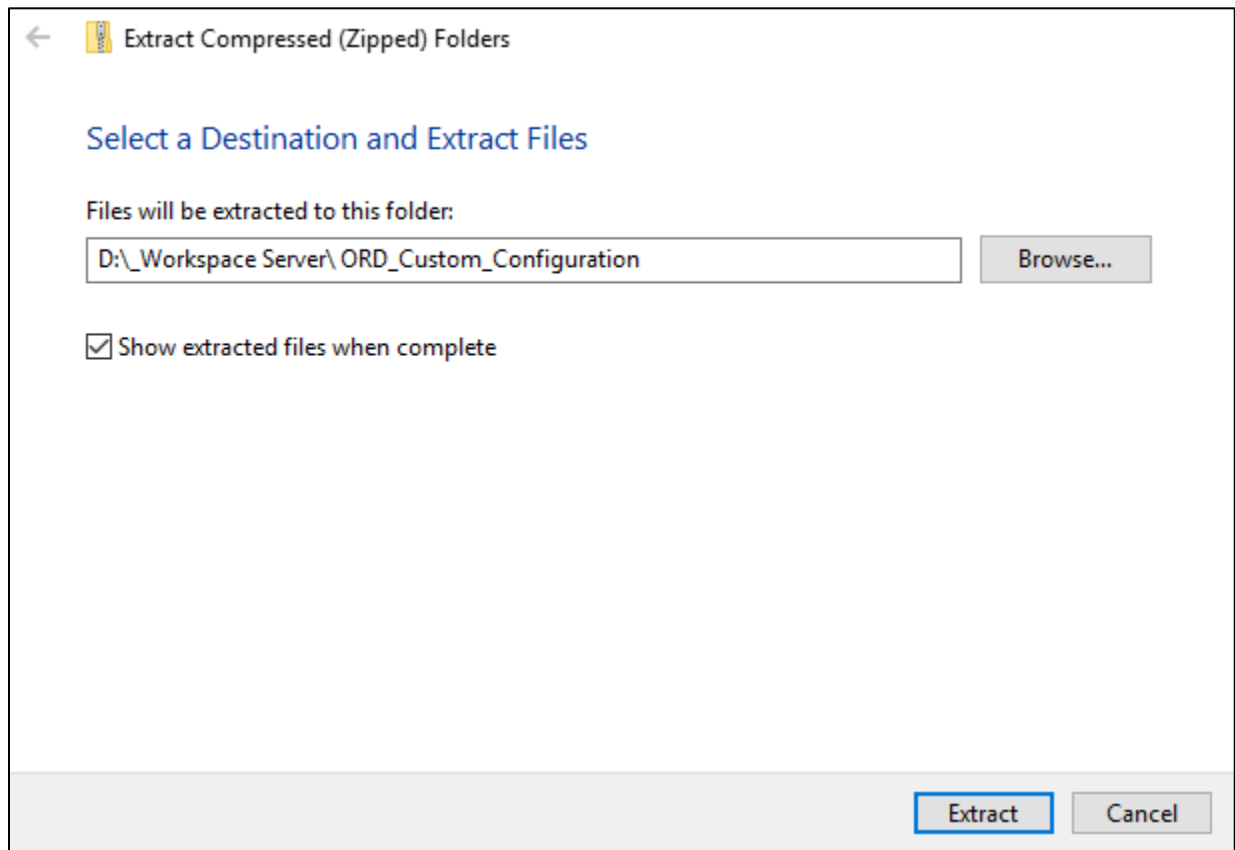 Extract Compressed (Zipped) Folders
Select a Destination and Extract Files
Files will be extracted to this folder:
D:\_Workspace Server\ ORD_Custom_Configuration
Browse...
Show extracted files when complete
Extract
Cancel